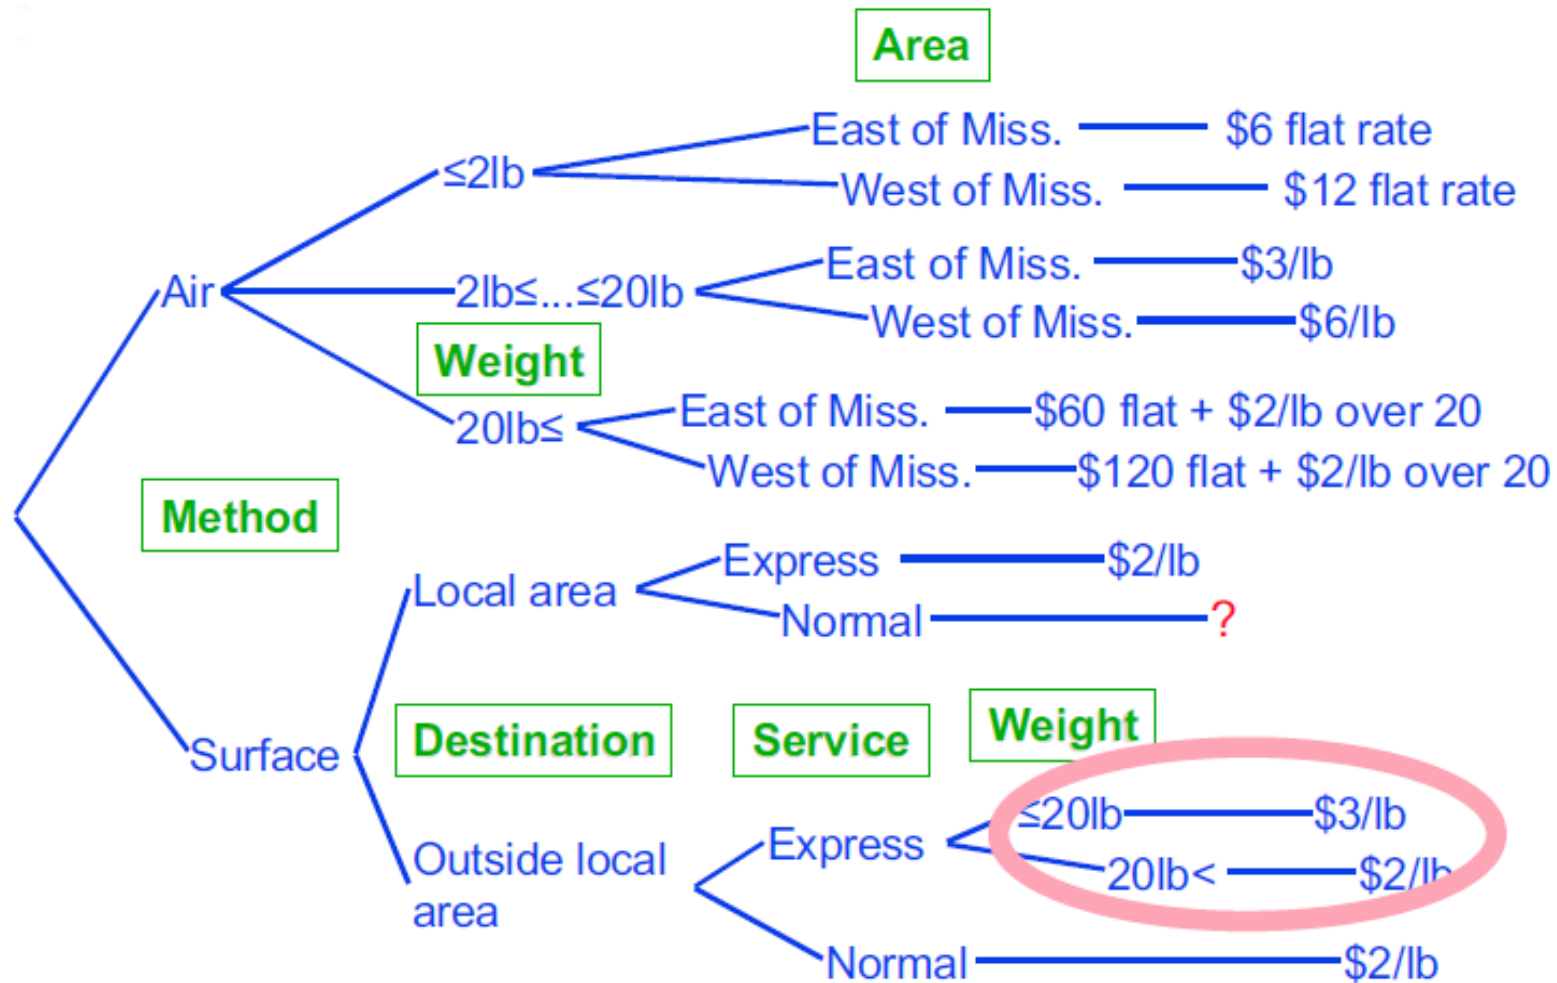 Area
East of Miss. $6 flat rate
≤2lb
West of Miss. $12 flat rate
East of Miss. $3/lb
Air
2lb≤...≤20lb
West of Miss. $6/lb
Weight
East of Miss. $60 flat + $2/lb over 20
20lb≤
West of Miss. $120 flat + $2/lb over 20
Method
Express $2/lb
Local area
Normal ?
Destination
Service
Weight
Surface
≤20lb $3/lb
Express
20lb< $2/lb
Outside local
area
Normal $2/lb